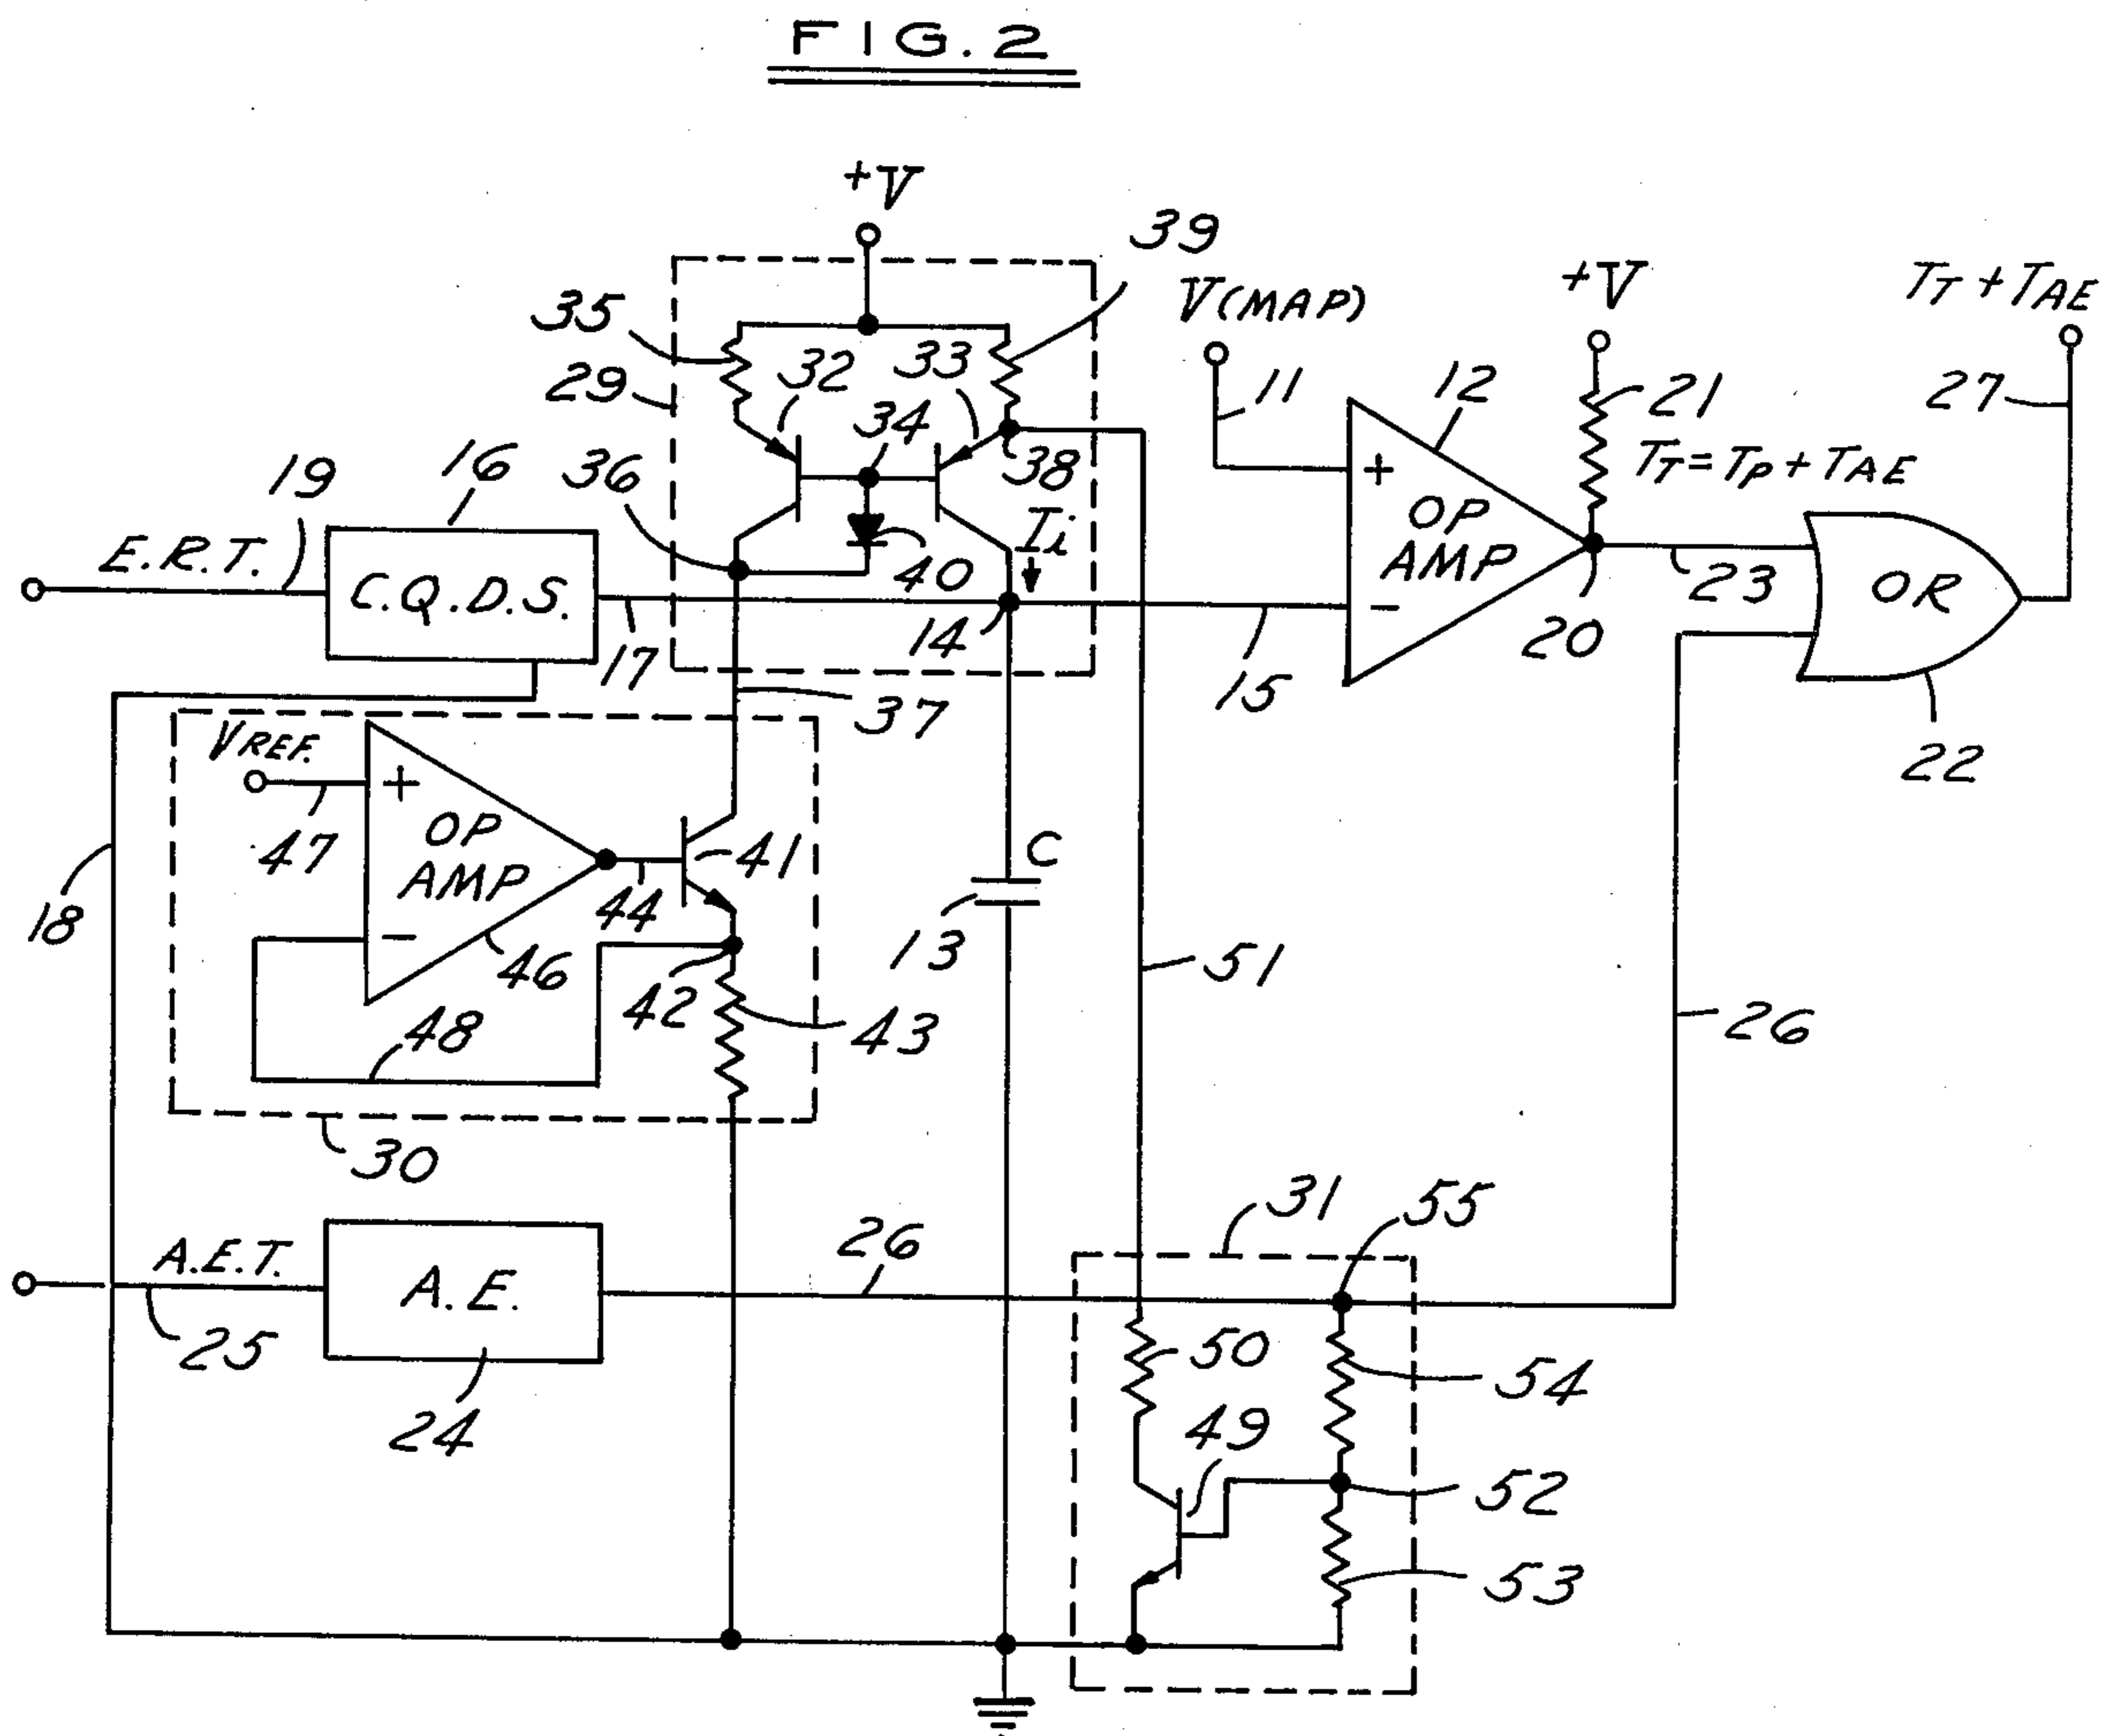 FIG. 2
+V
39
V(MAP)
+V
TT + TAE
35
32
33
29
34
11
12
21
27
TT = TP + TAE
19
16
36
38
+
OP
AMP
-
E.R.T.
C.Q.D.S.
40
Ii
23
OR
17
14
15
20
22
37
VREF.
+
47
OP
AMP
-
44
41
C
18
46
42
13
51
48
43
26
30
31
55
A.E.T.
A.E.
26
25
50
54
24
49
52
53